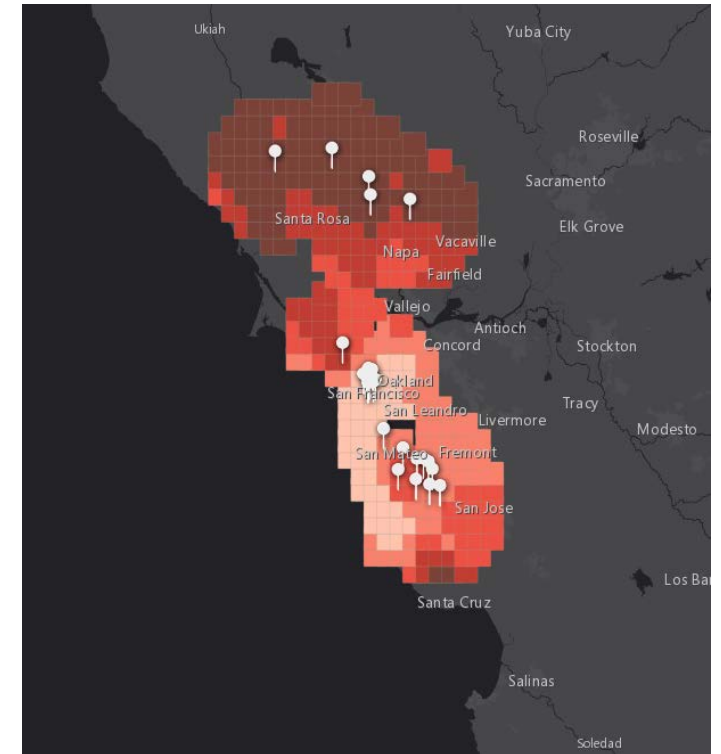 Ukiah
Yuba City
Roseville
Sacramento
Santa Rosa
Elk Grove
Vacaville
Napa
Fairfield
Vallejo
Antioch
Concord
Stockton
Oakland
San Francisco
Tracy
San Leandro
Livermore
Modesto
San Mateo
Fremont
San Jose
Los Ba
Santa Cruz
Salinas
Soledad